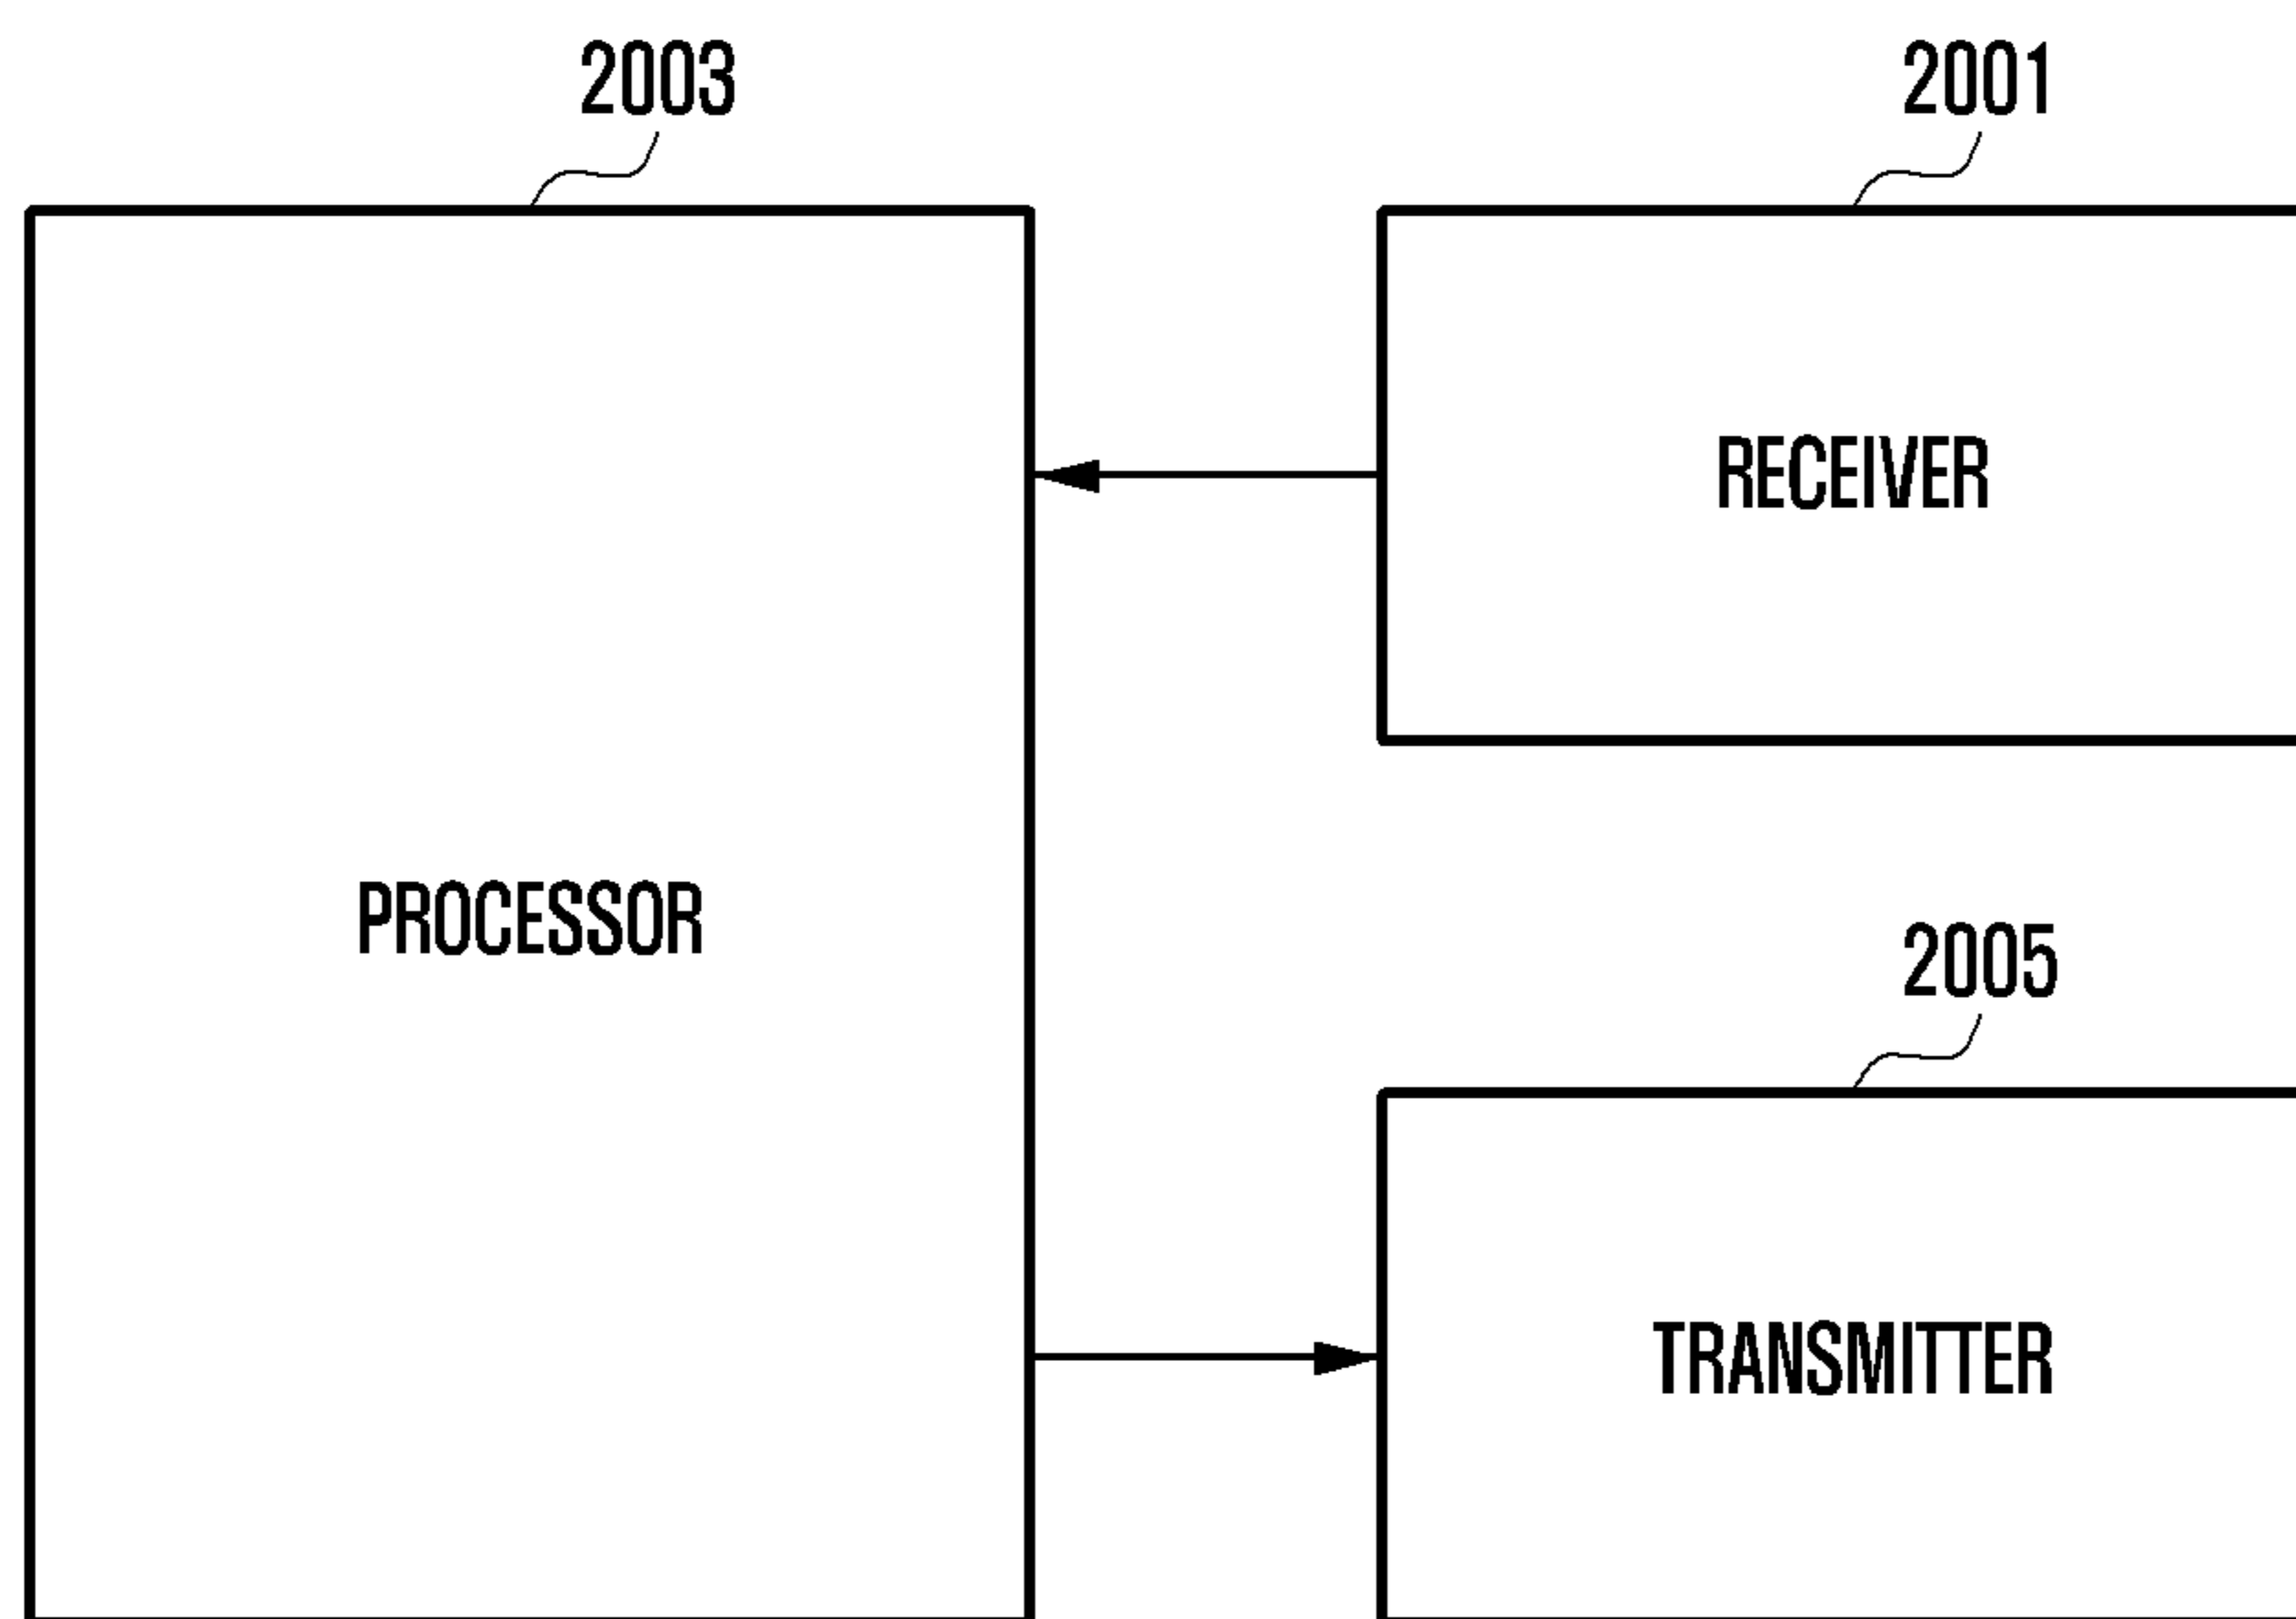 2003
2001
RECEIVER
PROCESSOR
2005
TRANSMITTER